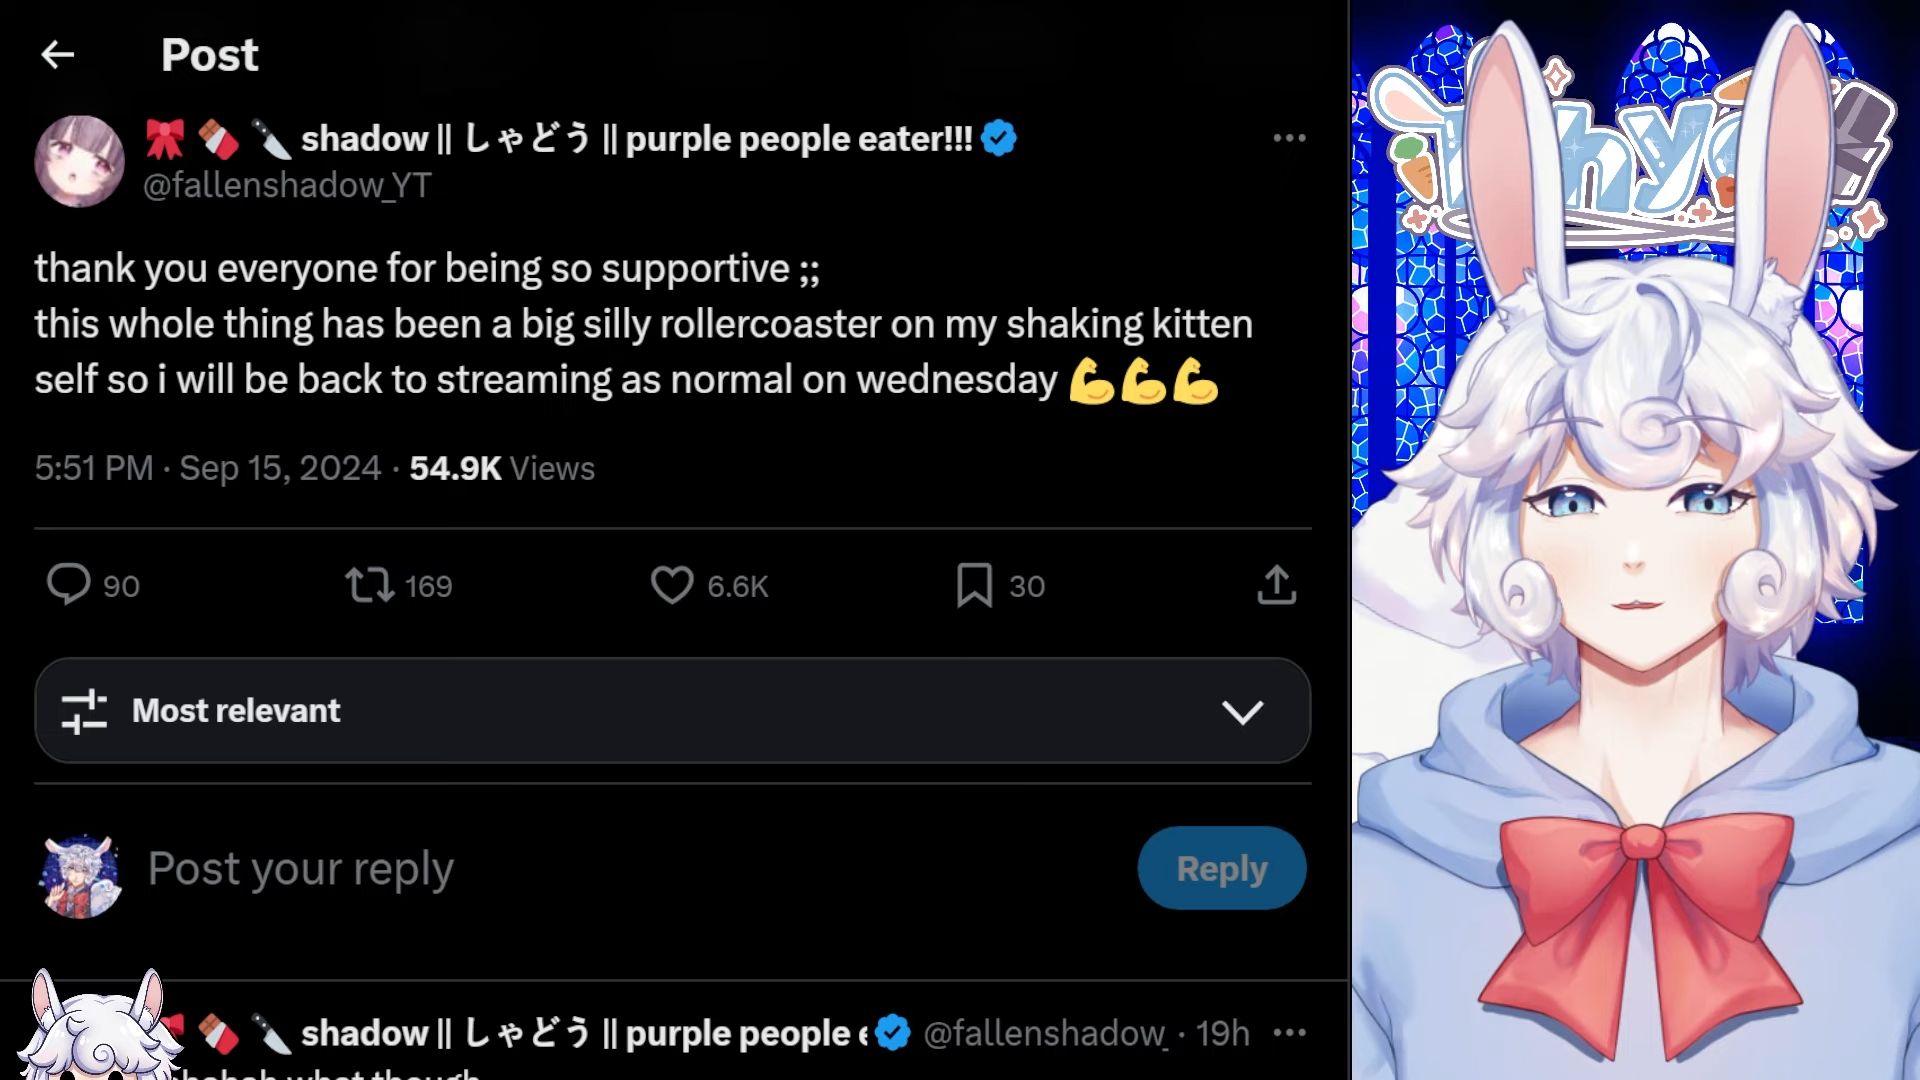 Post
shadow || しゃどう || purple people eater!!!
@fallenshadow_YT
thank you everyone for being so supportive ;;
this whole thing has been a big silly rollercoaster on my shaking kitten
self so i will be back to streaming as normal on wednesday 💪💪💪
5:51 PM · Sep 15, 2024 · 54.9K Views
90 169 6.6K 30
Most relevant
Post your reply
Reply
shadow || しゃどう || purple people @fallenshadow_ · 19h
what though